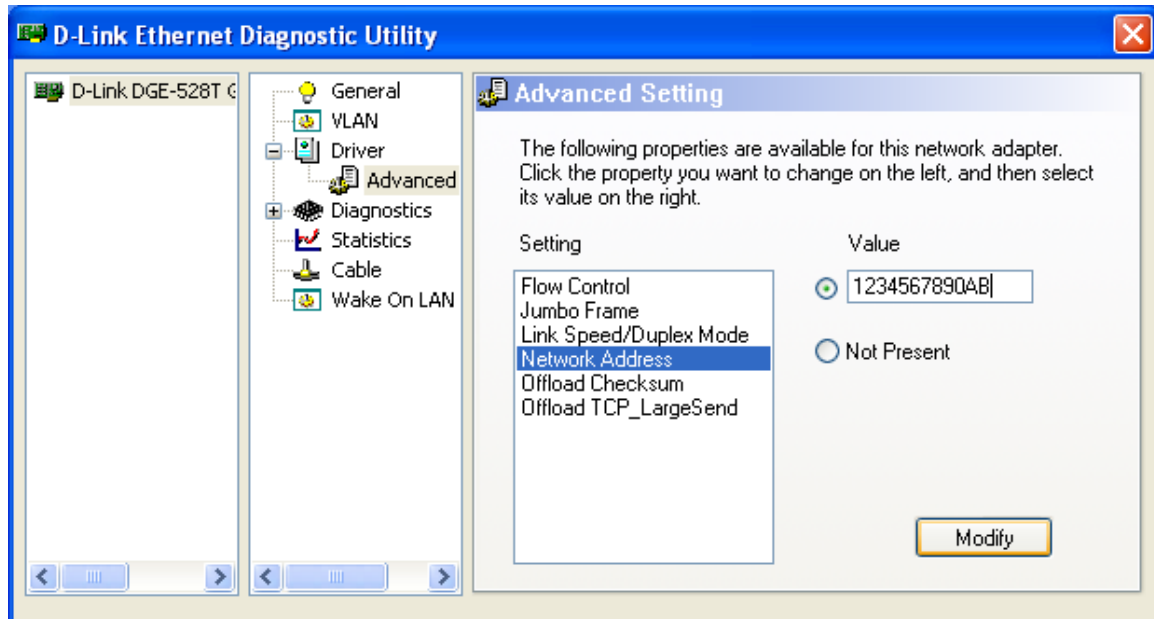 D-Link Ethernet Diagnostic Utility
D-Link DGE-528T G
General
VLAN
Driver
Advanced
Diagnostics
Statistics
Cable
Wake On LAN
Advanced Setting
The following properties are available for this network adapter.
Click the property you want to change on the left, and then select
its value on the right.
Setting
Value
Flow Control
Jumbo Frame
Link Speed/Duplex Mode
Network Address
Offload Checksum
Offload TCP_LargeSend
1234567890AB
Not Present
Modify